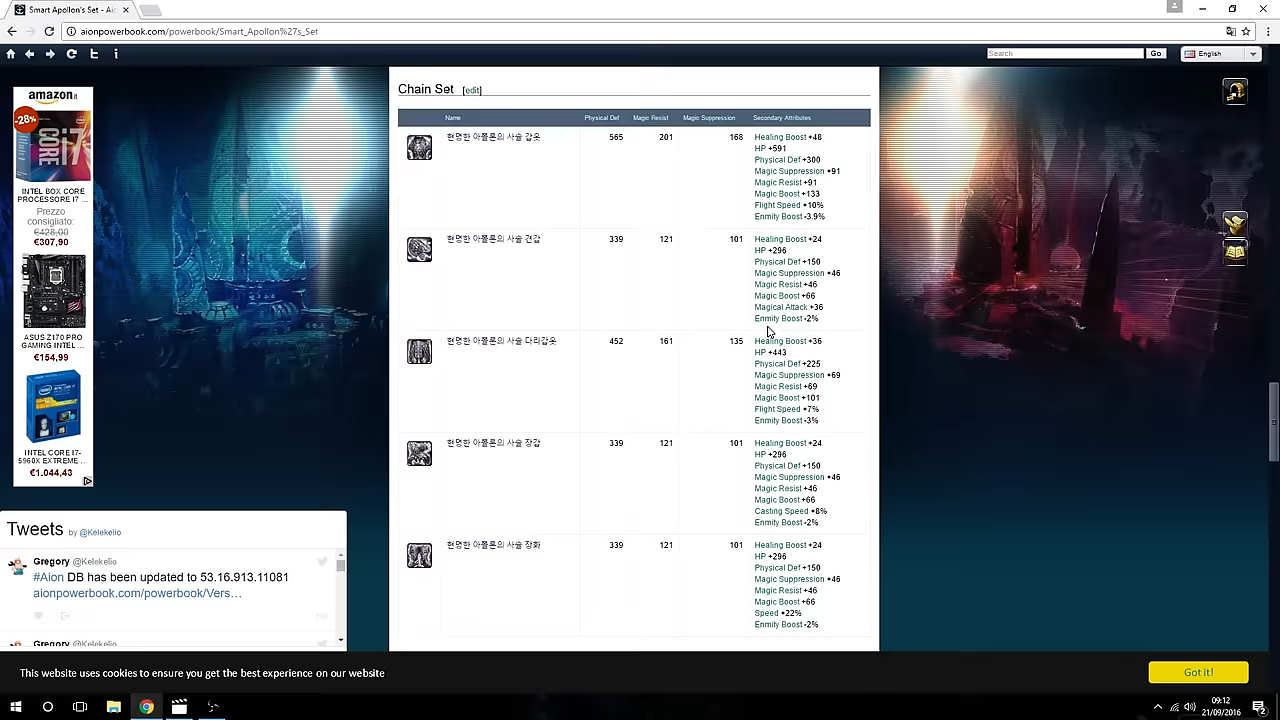 Smart Apollon's Set - Aio
aionpowerbook.com/powerbook/Smart_Apollon%27s_Set
Search
Go
English
amazon.it
-28%
INTEL BOX CORE
PROCESSORE I7 ...
Prezzo
consigliato:
€428,00
€307,90
ASUS Z170 PRO
GAMING INTEL ...
€154,99
INTEL CORE I7-
5960X EXTREME ...
€1.044,43
Tweets by @Kelekelio
Gregory @Kelekelio
#Aion DB has been updated to 53.16.913.11081
aionpowerbook.com/powerbook/Vers…
Gregory @Kelekelio
Chain Set [edit]
Name Physical Def Magic Resist Magic Suppression Secondary Attributes
현명한 아폴론의 사슬 갑옷 565 201 168 Healing Boost +48
HP +591
Physical Def +300
Magic Suppression +91
Magic Resist +91
Magic Boost +133
Flight Speed +10%
Enmity Boost -3.9%
현명한 아폴론의 사슬 견갑 339 121 101 Healing Boost +24
HP +296
Physical Def +150
Magic Suppression +46
Magic Resist +46
Magic Boost +66
Magical Attack +36
Enmity Boost -2%
현명한 아폴론의 사슬 다리갑옷 452 161 135 Healing Boost +36
HP +443
Physical Def +225
Magic Suppression +69
Magic Resist +69
Magic Boost +101
Flight Speed +7%
Enmity Boost -3%
현명한 아폴론의 사슬 장갑 339 121 101 Healing Boost +24
HP +296
Physical Def +150
Magic Suppression +46
Magic Resist +46
Magic Boost +66
Casting Speed +8%
Enmity Boost -2%
현명한 아폴론의 사슬 장화 339 121 101 Healing Boost +24
HP +296
Physical Def +150
Magic Suppression +46
Magic Resist +46
Magic Boost +66
Speed +22%
Enmity Boost -2%
This website uses cookies to ensure you get the best experience on our website
Got it!
09:12
21/09/2016